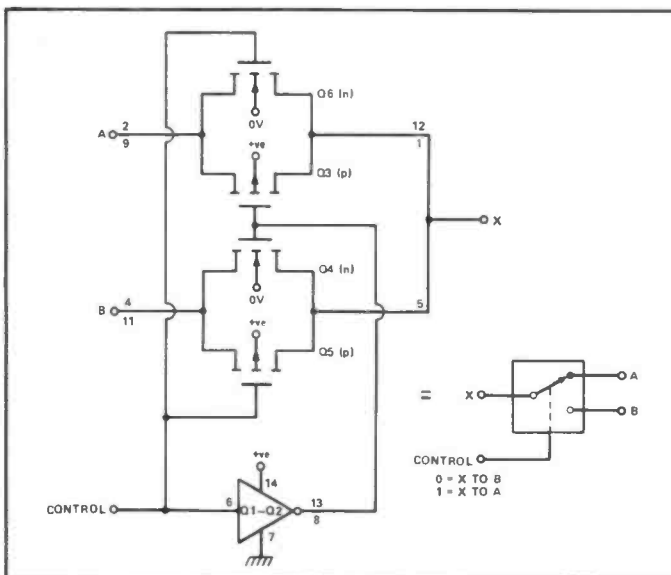 Q6 (n)
A 2 12
9 0V 1
+ve
Q3 (p)
X
Q4 (n)
B 4 5
11 0V
+ve
Q5 (p)
= X A
B
CONTROL
0 = X TO B
1 = X TO A
+ve
14
CONTROL 6 Q1-Q2 13
8
7